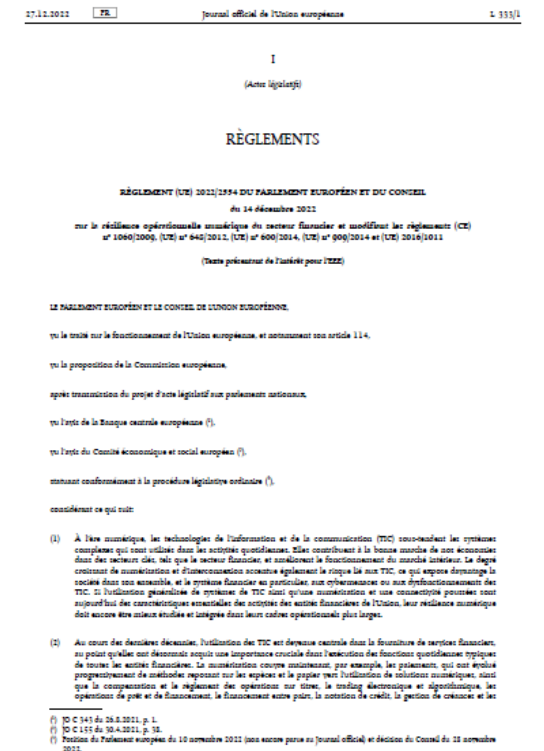 27.12.2022 FR Journal officiel de l'Union européenne L 333/1
I
(Actes législatifs)
RÈGLEMENTS
RÈGLEMENT (UE) 2022/2554 DU PARLEMENT EUROPÉEN ET DU CONSEIL
du 14 décembre 2022
sur la résilience opérationnelle numérique du secteur financier et modifiant les règlements (CE)
n° 1060/2009, (UE) n° 648/2012, (UE) n° 600/2014, (UE) n° 909/2014 et (UE) 2016/1011
(Texte présentant de l'intérêt pour l'EEE)
LE PARLEMENT EUROPÉEN ET LE CONSEIL DE L'UNION EUROPÉENNE,
vu le traité sur le fonctionnement de l'Union européenne, et notamment son article 114,
vu la proposition de la Commission européenne,
après transmission du projet d'acte législatif aux parlements nationaux,
vu l'avis de la Banque centrale européenne (¹),
vu l'avis du Comité économique et social européen (²),
statuant conformément à la procédure législative ordinaire (³),
considérant ce qui suit:
(1) À l'ère numérique, les technologies de l'information et de la communication (TIC) sous-tendent les systèmes
complexes qui sont utilisés dans les activités quotidiennes. Elles contribuent à la bonne marche de nos économies
dans des secteurs clés, tels que le secteur financier, et améliorent le fonctionnement du marché intérieur. Le degré
croissant de numérisation et d'interconnexion accentue également le risque lié aux TIC, ce qui expose davantage la
société dans son ensemble, et le système financier en particulier, aux cybermenaces ou aux dysfonctionnements des
TIC. Si l'utilisation généralisée de systèmes de TIC ainsi qu'une numérisation et une connectivité poussées sont
aujourd'hui des caractéristiques essentielles des activités des entités financières de l'Union, leur résilience numérique
doit encore être mieux étudiée et intégrée dans leurs cadres opérationnels plus larges.
(2) Au cours des dernières décennies, l'utilisation des TIC est devenue centrale dans la fourniture de services financiers,
au point qu'elles ont désormais acquis une importance cruciale dans l'exécution des fonctions quotidiennes typiques
de toutes les entités financières. La numérisation couvre maintenant, par exemple, les paiements, qui ont évolué
progressivement de méthodes reposant sur les espèces et le papier vers l'utilisation de solutions numériques, ainsi
que la compensation et le règlement des opérations sur titres, le trading électronique et algorithmique, les
opérations de prêt et de financement, le financement entre pairs, la notation de crédit, la gestion de créances et les
(¹) JO C 343 du 26.8.2021, p. 1.
(²) JO C 155 du 30.4.2021, p. 38.
(³) Position du Parlement européen du 10 novembre 2022 (non encore parue au Journal officiel) et décision du Conseil du 28 novembre
2022.